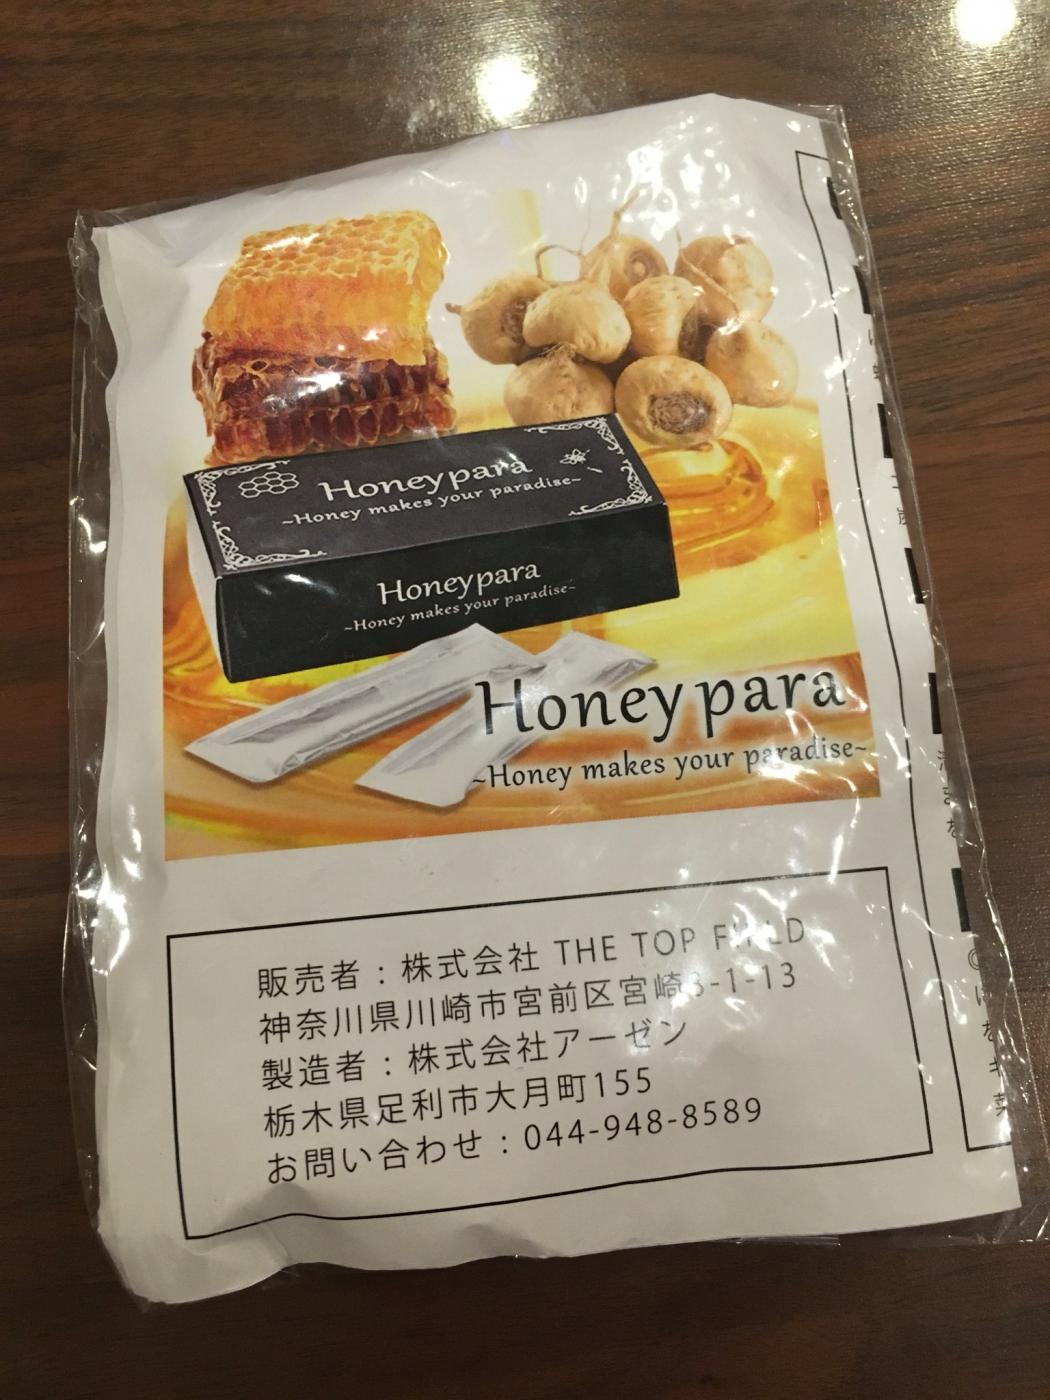 Honeypara
~Honey makes your paradise~
Honeypara
~Honey makes your paradise~
Honeypara
~Honey makes your paradise~
販売者：株式会社 THE TOP FIELD
神奈川県川崎市宮前区宮崎3-1-13
製造者：株式会社アーゼン
栃木県足利市大月町155
お問い合わせ：044-948-8589